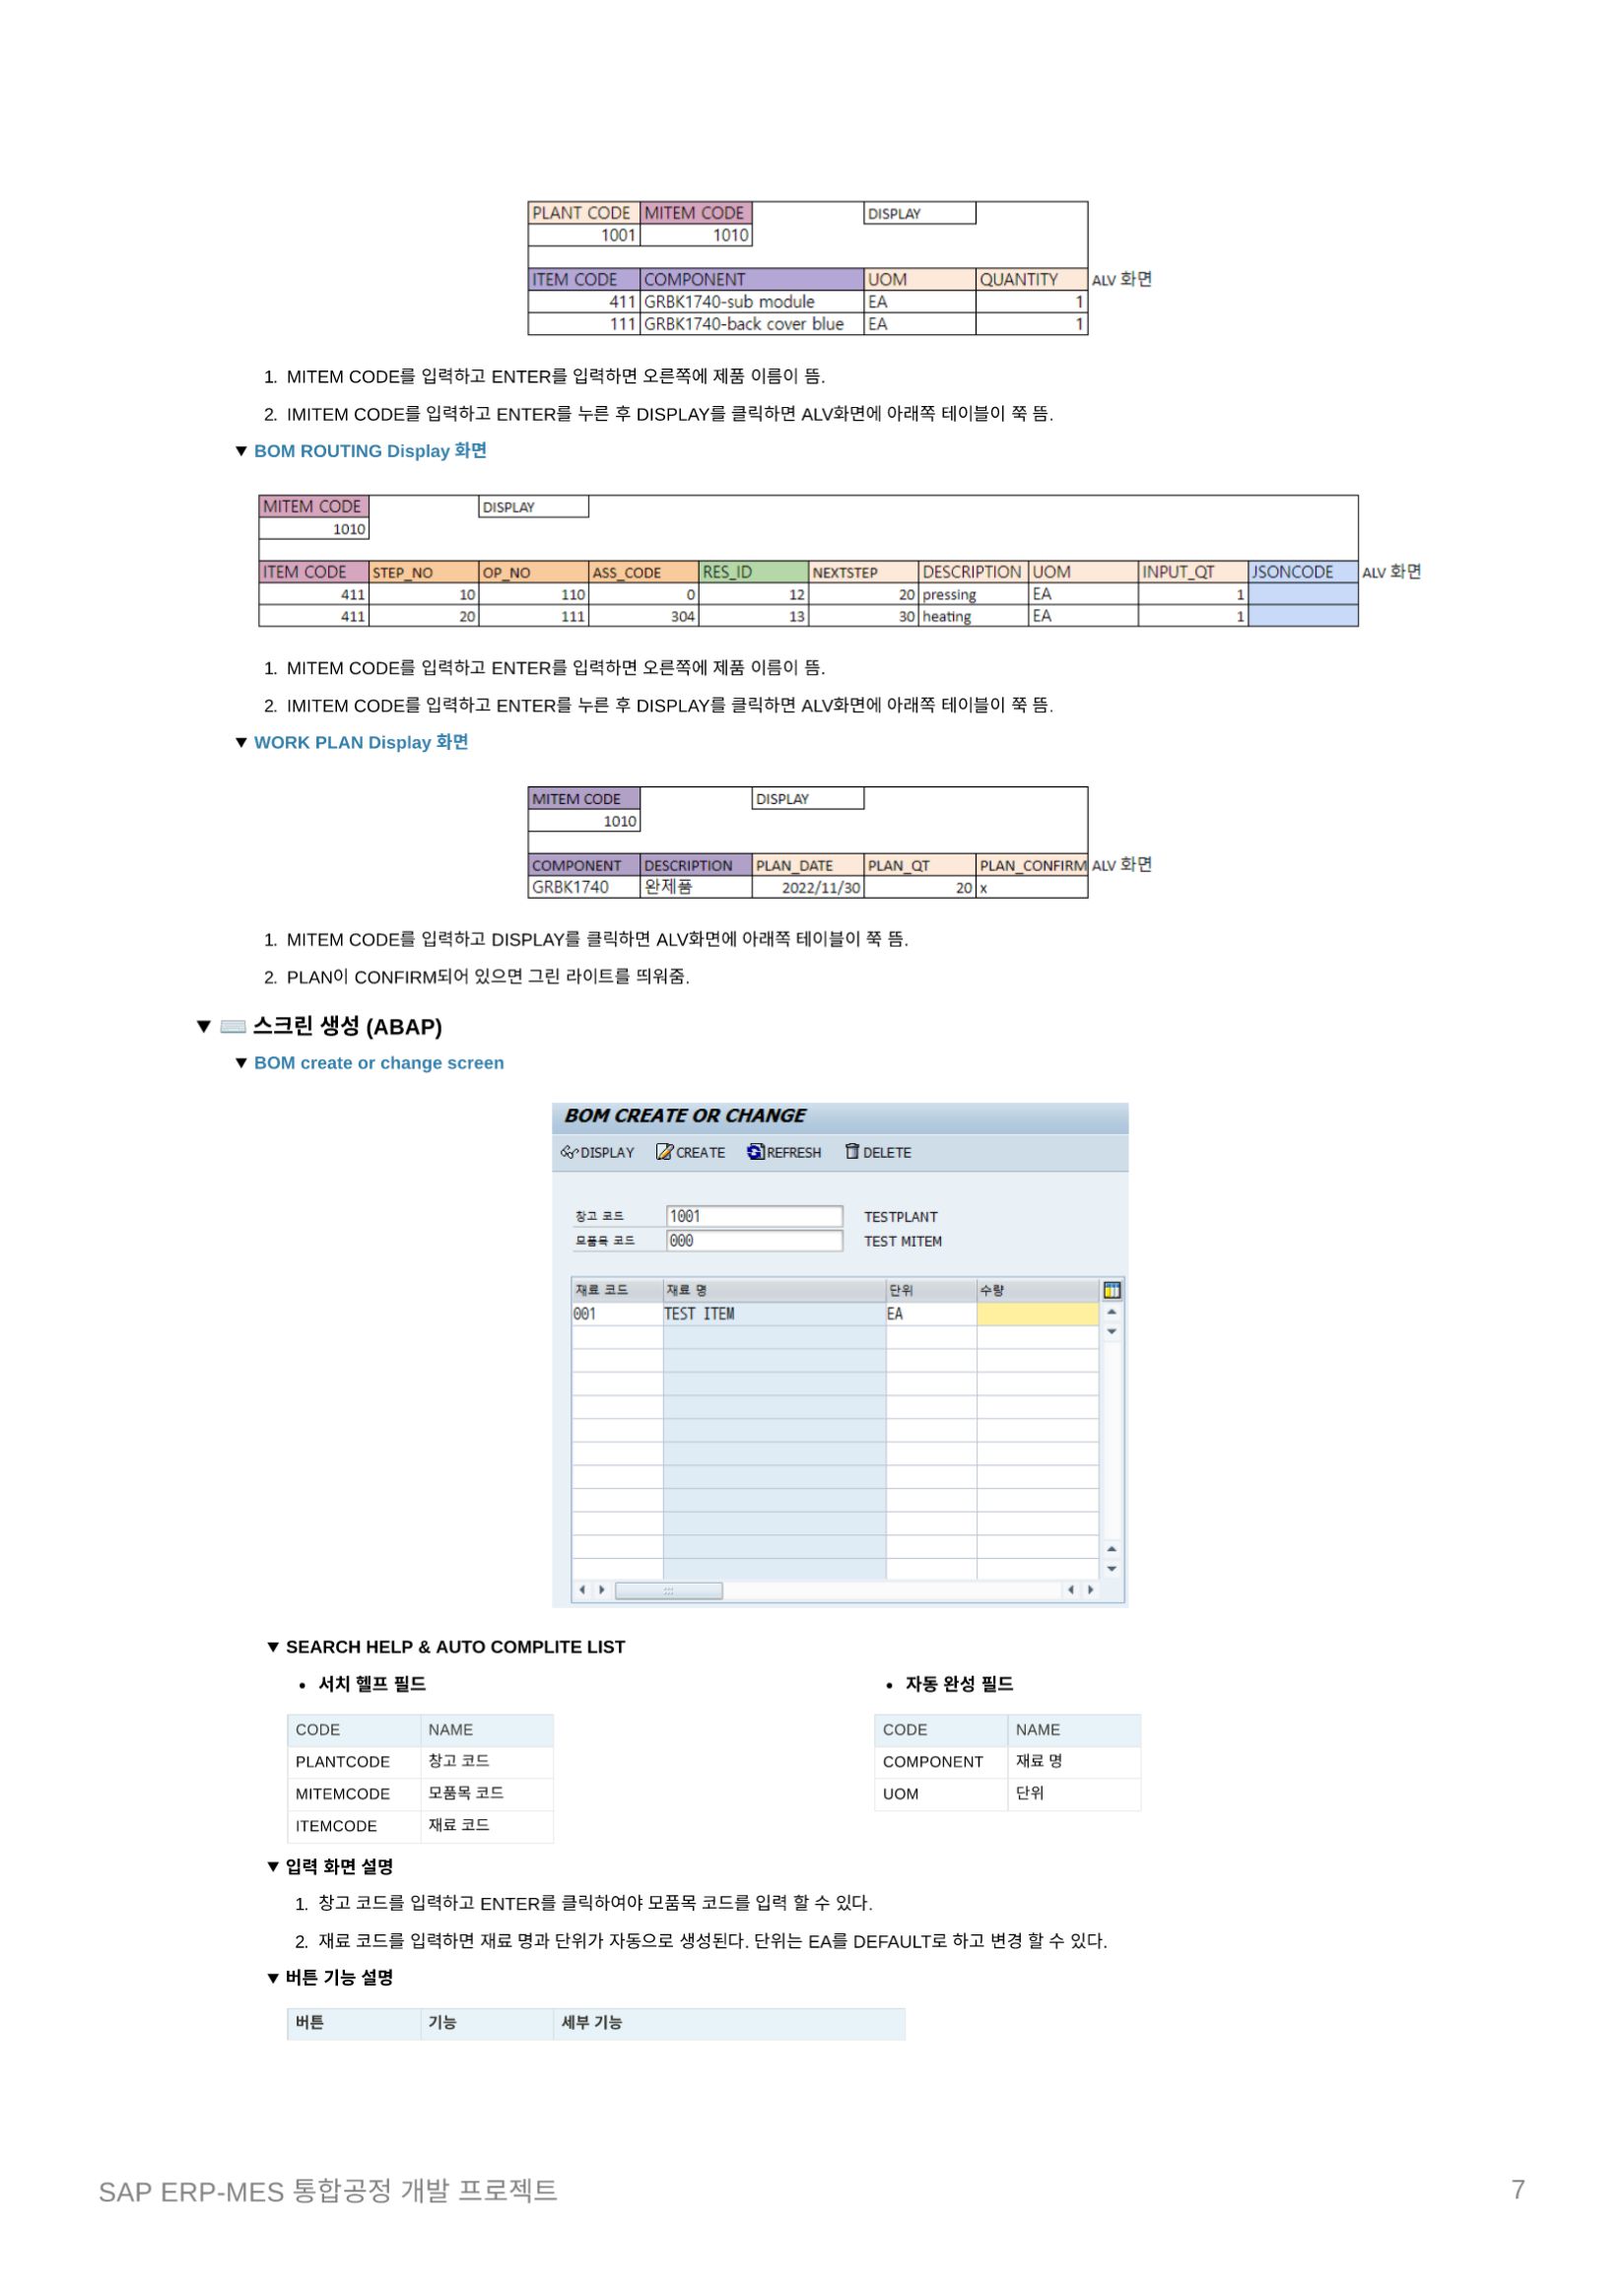 PLANT CODE MITEM CODE DISPLAY
1001 1010
ITEM CODE COMPONENT UOM QUANTITY ALV 화면
411 GRBK1740-sub module EA 1
111 GRBK1740-back cover blue EA 1
1. MITEM CODE를 입력하고 ENTER를 입력하면 오른쪽에 제품 이름이 뜸.
2. IMITEM CODE를 입력하고 ENTER를 누른 후 DISPLAY를 클릭하면 ALV화면에 아래쪽 테이블이 쭉 뜸.
▼ BOM ROUTING Display 화면
MITEM CODE DISPLAY
1010
ITEM CODE STEP_NO OP_NO ASS_CODE RES_ID NEXTSTEP DESCRIPTION UOM INPUT_QT JSONCODE ALV 화면
411 10 110 0 12 20 pressing EA 1
411 20 111 304 13 30 heating EA 1
1. MITEM CODE를 입력하고 ENTER를 입력하면 오른쪽에 제품 이름이 뜸.
2. IMITEM CODE를 입력하고 ENTER를 누른 후 DISPLAY를 클릭하면 ALV화면에 아래쪽 테이블이 쭉 뜸.
▼ WORK PLAN Display 화면
MITEM CODE DISPLAY
1010
COMPONENT DESCRIPTION PLAN_DATE PLAN_QT PLAN_CONFIRM ALV 화면
GRBK1740 완제품 2022/11/30 20 x
1. MITEM CODE를 입력하고 DISPLAY를 클릭하면 ALV화면에 아래쪽 테이블이 쭉 뜸.
2. PLAN이 CONFIRM되어 있으면 그린 라이트를 띄워줌.
▼ ⌨️ 스크린 생성 (ABAP)
▼ BOM create or change screen
BOM CREATE OR CHANGE
DISPLAY CREATE REFRESH DELETE
창고 코드 1001 TESTPLANT
모품목 코드 000 TEST MITEM
재료 코드 재료 명 단위 수량
001 TEST ITEM EA
▼ SEARCH HELP & AUTO COMPLITE LIST
• 서치 헬프 필드
CODE NAME
PLANTCODE 창고 코드
MITEMCODE 모품목 코드
ITEMCODE 재료 코드
• 자동 완성 필드
CODE NAME
COMPONENT 재료 명
UOM 단위
▼ 입력 화면 설명
1. 창고 코드를 입력하고 ENTER를 클릭하여야 모품목 코드를 입력 할 수 있다.
2. 재료 코드를 입력하면 재료 명과 단위가 자동으로 생성된다. 단위는 EA를 DEFAULT로 하고 변경 할 수 있다.
▼ 버튼 기능 설명
버튼 기능 세부 기능
SAP ERP-MES 통합공정 개발 프로젝트 7